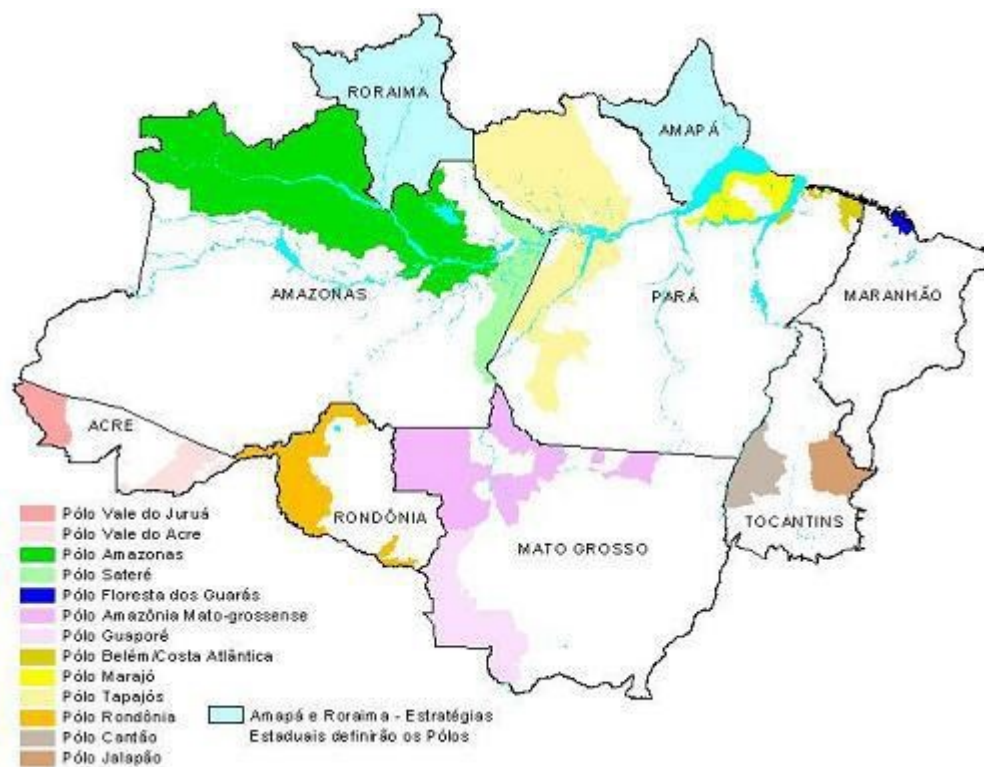 RORAIMA
AMAPÁ
AMAZONAS
PARÁ
MARANHÃO
ACRE
RONDÔNIA
MATO GROSSO
TOCANTINS
Pólo Vale do Juruá
Pólo Vale do Acre
Pólo Amazonas
Pólo Sateré
Pólo Floresta dos Guarás
Pólo Amazônia Mato-grossense
Pólo Guaporé
Pólo Belém/Costa Atlântica
Pólo Marajó
Pólo Tapajós
Pólo Rondônia
Pólo Cantão
Pólo Jalapão
Amapá e Roraima - Estratégias
Estaduais definirão os Pólos